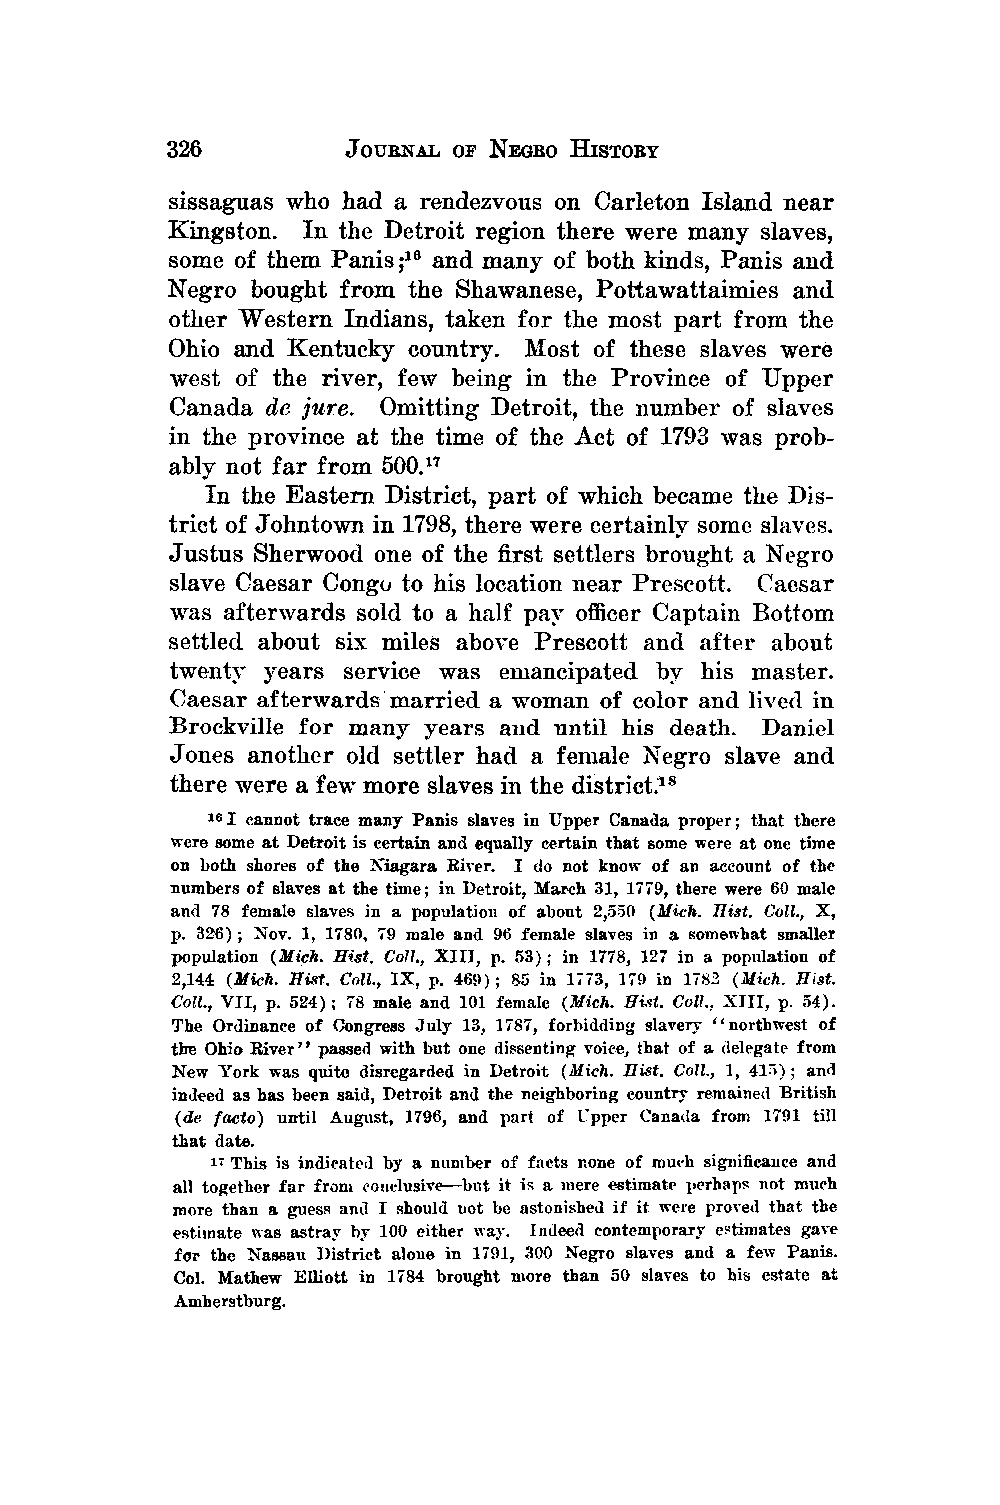 326 JOURNAL OF NEGRO HISTORY
sissaguas who had a rendezvous on Carleton Island near
Kingston. In the Detroit region there were many slaves,
some of them Panis;¹⁶ and many of both kinds, Panis and
Negro bought from the Shawanese, Pottawattaimies and
other Western Indians, taken for the most part from the
Ohio and Kentucky country. Most of these slaves were
west of the river, few being in the Province of Upper
Canada de jure. Omitting Detroit, the number of slaves
in the province at the time of the Act of 1793 was prob-
ably not far from 500.¹⁷
In the Eastern District, part of which became the Dis-
trict of Johntown in 1798, there were certainly some slaves.
Justus Sherwood one of the first settlers brought a Negro
slave Caesar Congo to his location near Prescott. Caesar
was afterwards sold to a half pay officer Captain Bottom
settled about six miles above Prescott and after about
twenty years service was emancipated by his master.
Caesar afterwards married a woman of color and lived in
Brockville for many years and until his death. Daniel
Jones another old settler had a female Negro slave and
there were a few more slaves in the district.¹⁸
¹⁶ I cannot trace many Panis slaves in Upper Canada proper; that there
were some at Detroit is certain and equally certain that some were at one time
on both shores of the Niagara River. I do not know of an account of the
numbers of slaves at the time; in Detroit, March 31, 1779, there were 60 male
and 78 female slaves in a population of about 2,550 (Mich. Hist. Coll., X,
p. 326); Nov. 1, 1780, 79 male and 96 female slaves in a somewhat smaller
population (Mich. Hist. Coll., XIII, p. 53); in 1778, 127 in a population of
2,144 (Mich. Hist. Coll., IX, p. 469); 85 in 1773, 179 in 1782 (Mich. Hist.
Coll., VII, p. 524); 78 male and 101 female (Mich. Hist. Coll., XIII, p. 54).
The Ordinance of Congress July 13, 1787, forbidding slavery "northwest of
the Ohio River" passed with but one dissenting voice, that of a delegate from
New York was quite disregarded in Detroit (Mich. Hist. Coll., 1, 415); and
indeed as has been said, Detroit and the neighboring country remained British
(de facto) until August, 1796, and part of Upper Canada from 1791 till
that date.
¹⁷ This is indicated by a number of facts none of much significance and
all together far from conclusive—but it is a mere estimate perhaps not much
more than a guess and I should not be astonished if it were proved that the
estimate was astray by 100 either way. Indeed contemporary estimates gave
for the Nassau District alone in 1791, 300 Negro slaves and a few Panis.
Col. Mathew Elliott in 1784 brought more than 50 slaves to his estate at
Amherstburg.